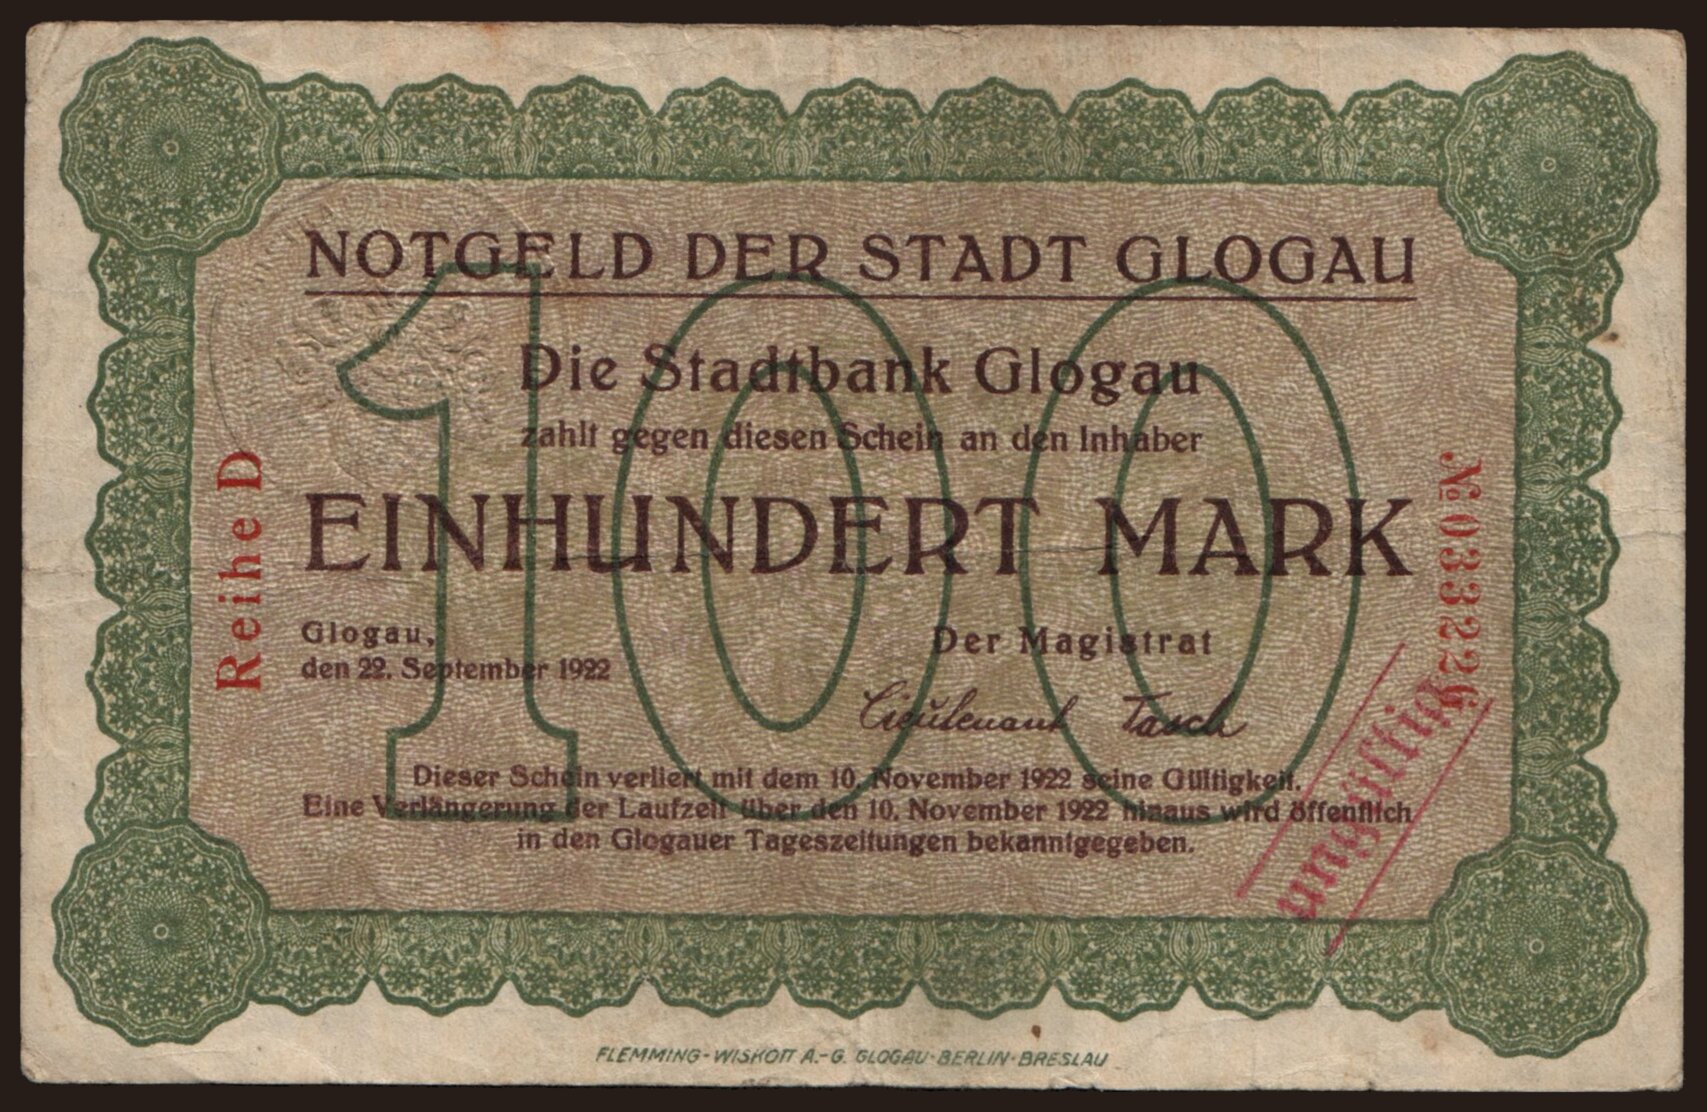 NOTGELD DER STADT GLOGAU
Die Stadtbank Glogau
zahlt gegen diesen Schein an den Inhaber
EINHUNDERT MARK
100
Reihe D
Glogau,
den 22. September 1922
Der Magistrat
Tasch
Dieser Schein verliert mit dem 10. November 1922 seine Gültigkeit.
Eine Verlängerung der Laufzeit über den 10. November 1922 hinaus wird öffentlich
in den Glogauer Tageszeitungen bekanntgegeben.
ungültig
FLEMMING-WISKOTT A.-G. GLOGAU·BERLIN·BRESLAU